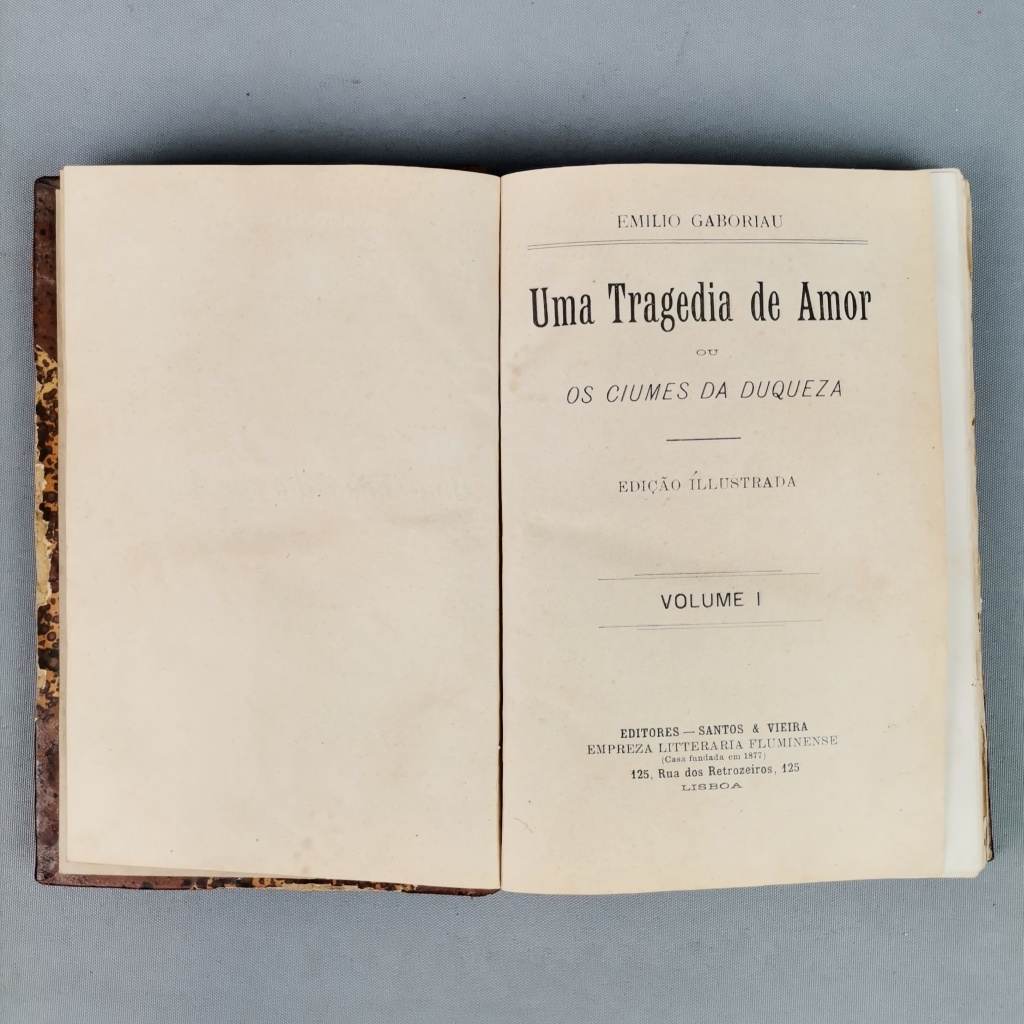 EMILIO GABORIAU
Uma Tragedia de Amor
OU
OS CIUMES DA DUQUEZA
EDIÇÃO ILLUSTRADA
VOLUME I
EDITORES — SANTOS & VIEIRA
EMPREZA LITTERARIA FLUMINENSE
(Casa fundada em 1877)
125, Rua dos Retrozeiros, 125
LISBOA